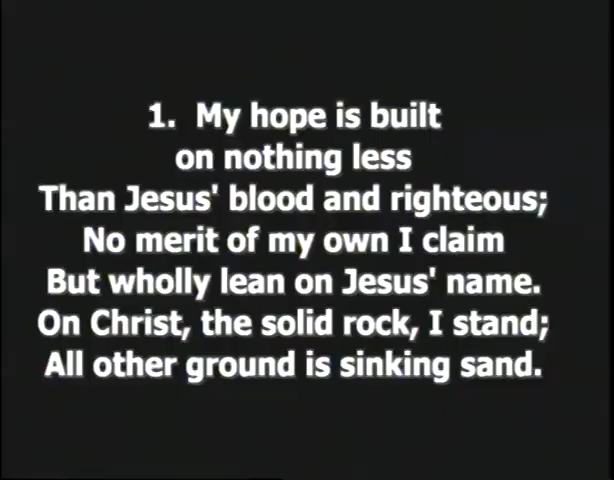 1. My hope is built
on nothing less
Than Jesus' blood and righteous;
No merit of my own I claim
But wholly lean on Jesus' name.
On Christ, the solid rock, I stand;
All other ground is sinking sand.